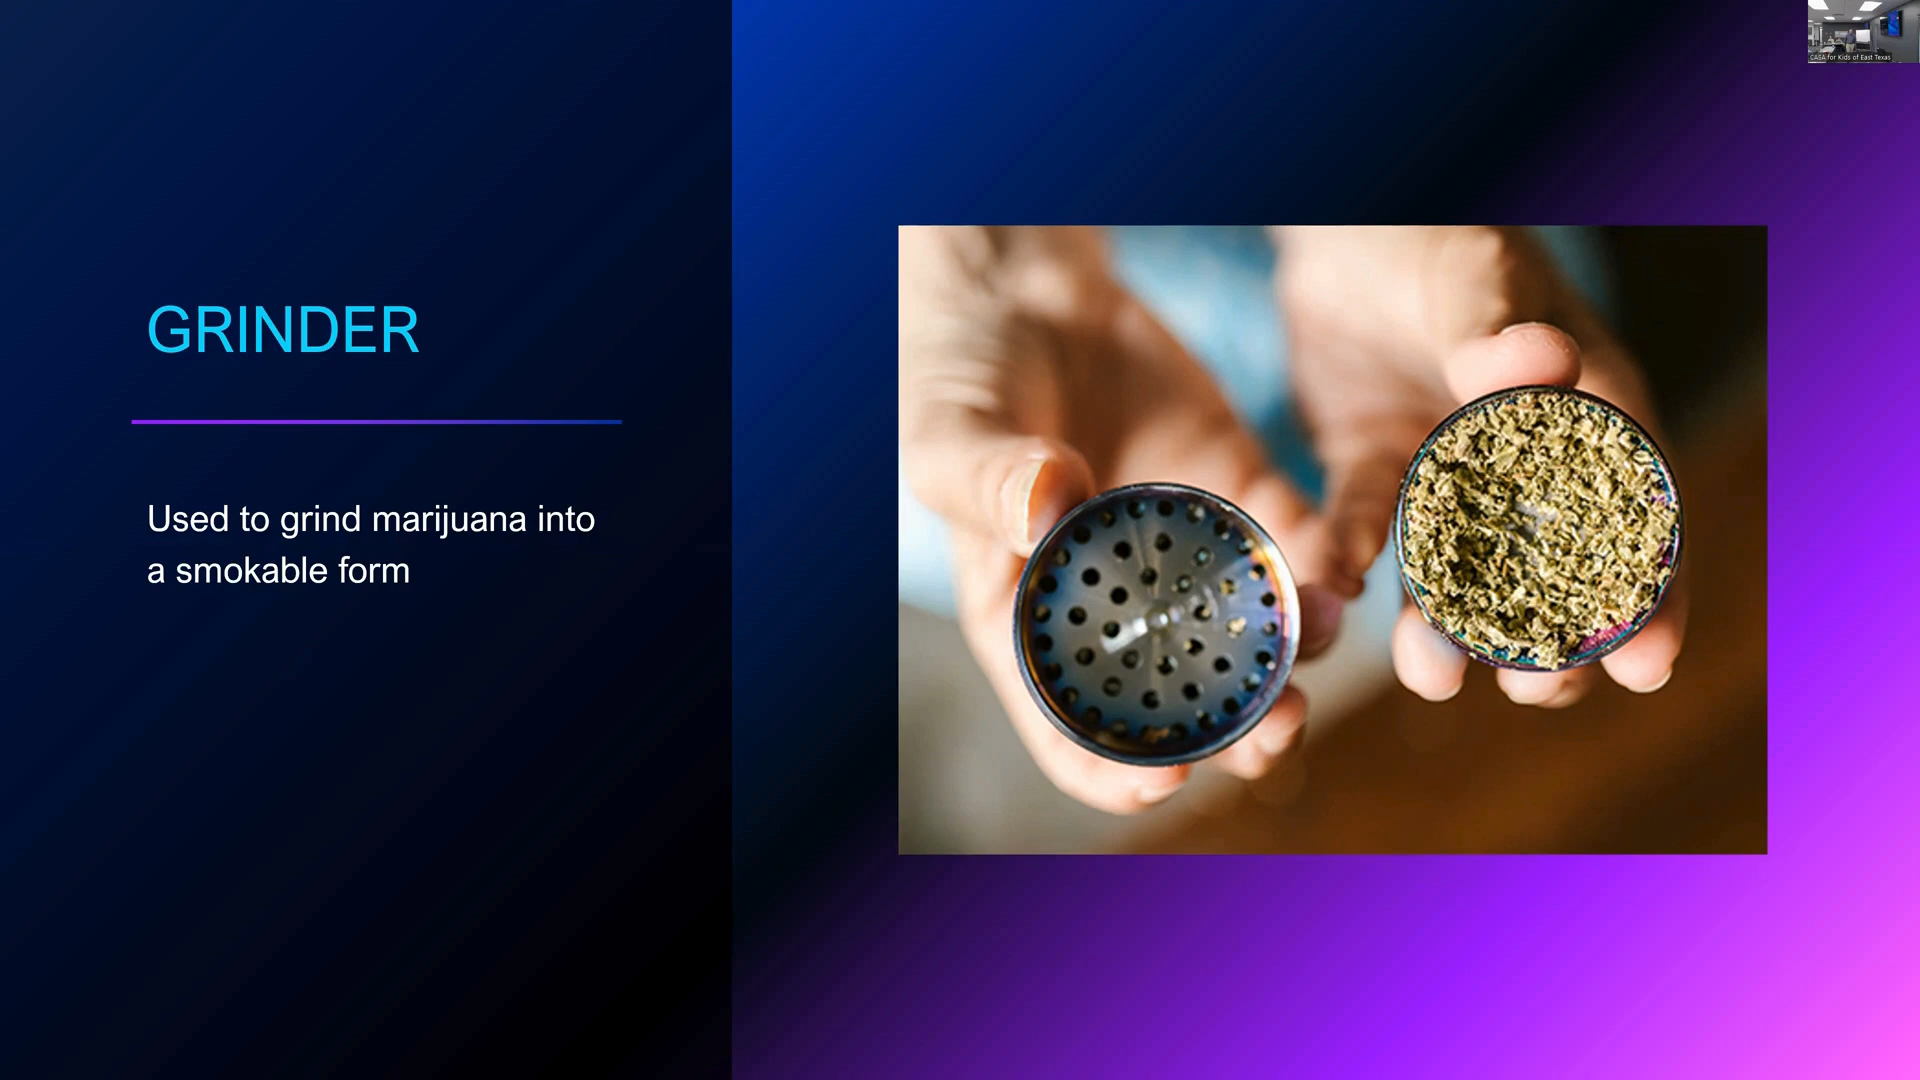 CASA for Kids of East Texas
GRINDER
Used to grind marijuana into
a smokable form